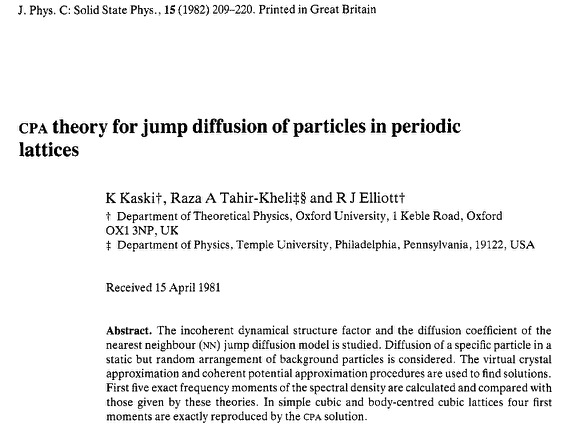 J. Phys. C: Solid State Phys., 15 (1982) 209–220. Printed in Great Britain
CPA theory for jump diffusion of particles in periodic
lattices
K Kaski†, Raza A Tahir-Kheli‡§ and R J Elliott†
† Department of Theoretical Physics, Oxford University, 1 Keble Road, Oxford
OX1 3NP, UK
‡ Department of Physics, Temple University, Philadelphia, Pennsylvania, 19122, USA
Received 15 April 1981
Abstract. The incoherent dynamical structure factor and the diffusion coefficient of the
nearest neighbour (NN) jump diffusion model is studied. Diffusion of a specific particle in a
static but random arrangement of background particles is considered. The virtual crystal
approximation and coherent potential approximation procedures are used to find solutions.
First five exact frequency moments of the spectral density are calculated and compared with
those given by these theories. In simple cubic and body-centred cubic lattices four first
moments are exactly reproduced by the CPA solution.